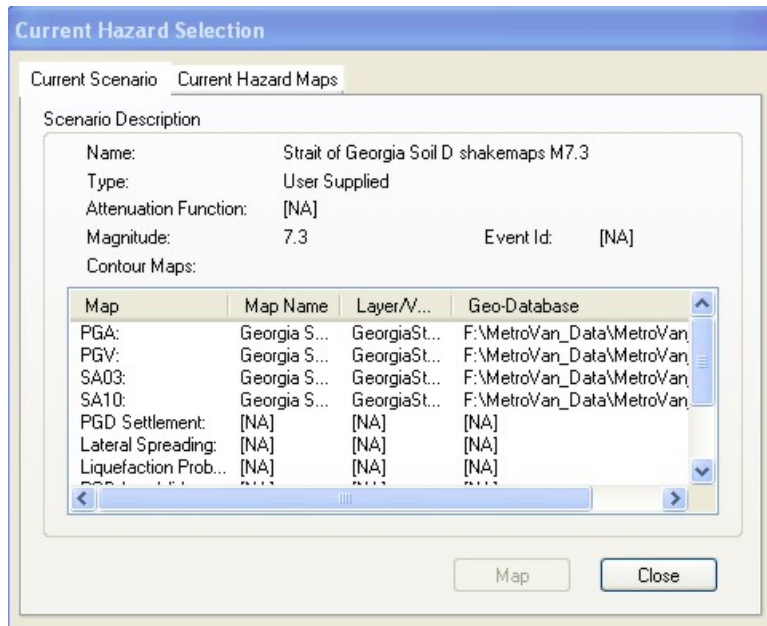 Current Hazard Selection
Current Scenario Current Hazard Maps
Scenario Description
Name: Strait of Georgia Soil D shakemaps M7.3
Type: User Supplied
Attenuation Function: [NA]
Magnitude: 7.3 Event Id: [NA]
Contour Maps:
Map Map Name Layer/V... Geo-Database
PGA: Georgia S... GeorgiaSt... F:\MetroVan_Data\MetroVan
PGV: Georgia S... GeorgiaSt... F:\MetroVan_Data\MetroVan
SA03: Georgia S... GeorgiaSt... F:\MetroVan_Data\MetroVan
SA10: Georgia S... GeorgiaSt... F:\MetroVan_Data\MetroVan
PGD Settlement: [NA] [NA] [NA]
Lateral Spreading: [NA] [NA] [NA]
Liquefaction Prob... [NA] [NA] [NA]
Map Close